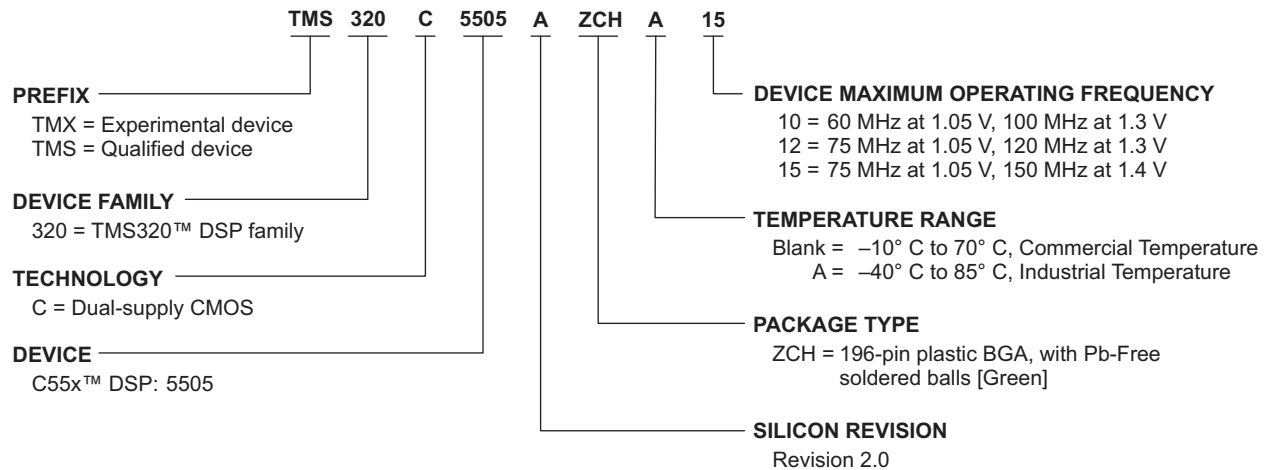 TMS 320 C 5505 A ZCH A 15
PREFIX
TMX = Experimental device
TMS = Qualified device
DEVICE FAMILY
320 = TMS320™ DSP family
TECHNOLOGY
C = Dual-supply CMOS
DEVICE
C55x™ DSP: 5505
DEVICE MAXIMUM OPERATING FREQUENCY
10 = 60 MHz at 1.05 V, 100 MHz at 1.3 V
12 = 75 MHz at 1.05 V, 120 MHz at 1.3 V
15 = 75 MHz at 1.05 V, 150 MHz at 1.4 V
TEMPERATURE RANGE
Blank = –10° C to 70° C, Commercial Temperature
A = –40° C to 85° C, Industrial Temperature
PACKAGE TYPE
ZCH = 196-pin plastic BGA, with Pb-Free
soldered balls [Green]
SILICON REVISION
Revision 2.0